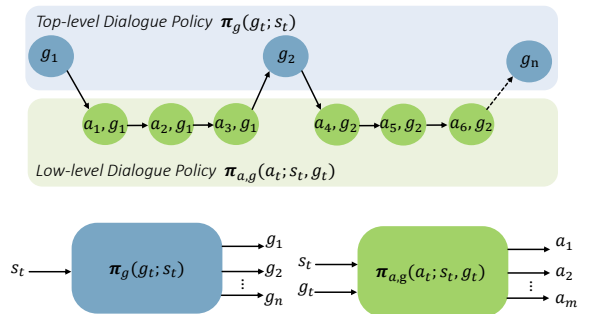 Top-level Dialogue Policy π_g(g_t; s_t)
g_1
g_2
g_n
a_1, g_1
a_2, g_1
a_3, g_1
a_4, g_2
a_5, g_2
a_6, g_2
Low-level Dialogue Policy π_{a,g}(a_t; s_t, g_t)
s_t
π_g(g_t; s_t)
g_1
g_2
⋮
g_n
s_t
g_t
π_{a,g}(a_t; s_t, g_t)
a_1
a_2
⋮
a_m